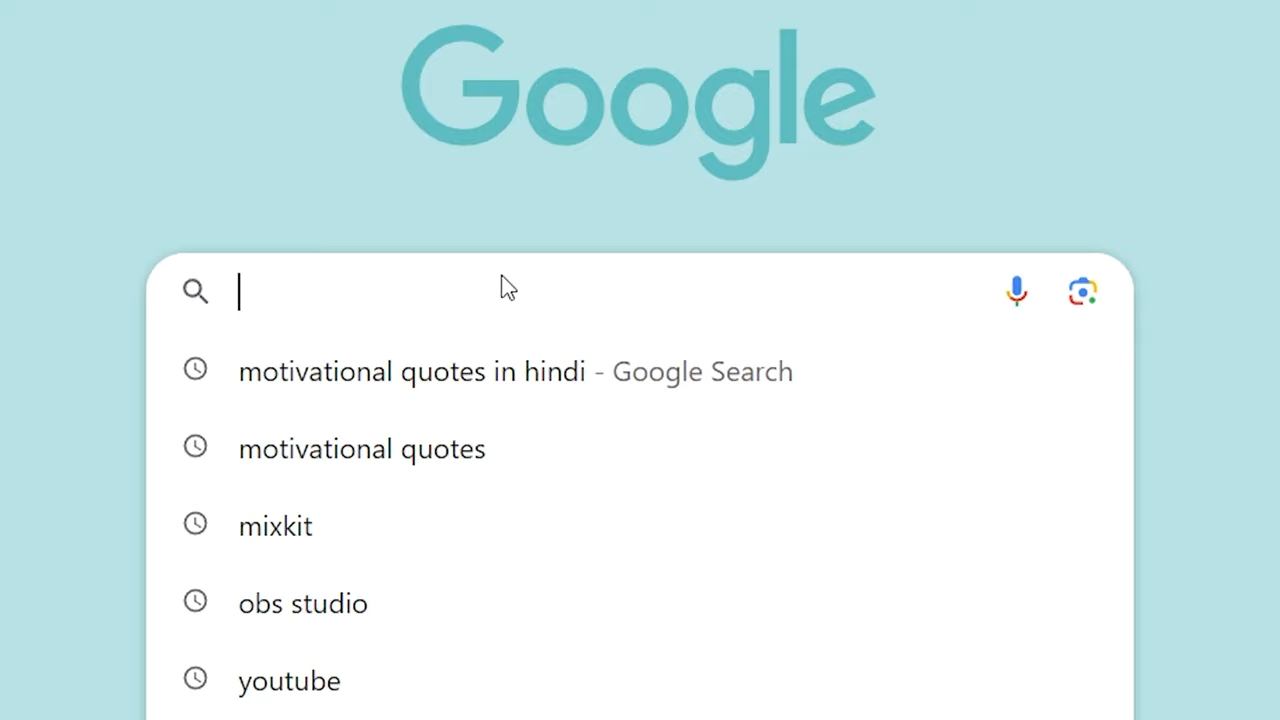 Google
motivational quotes in hindi - Google Search
motivational quotes
mixkit
obs studio
youtube